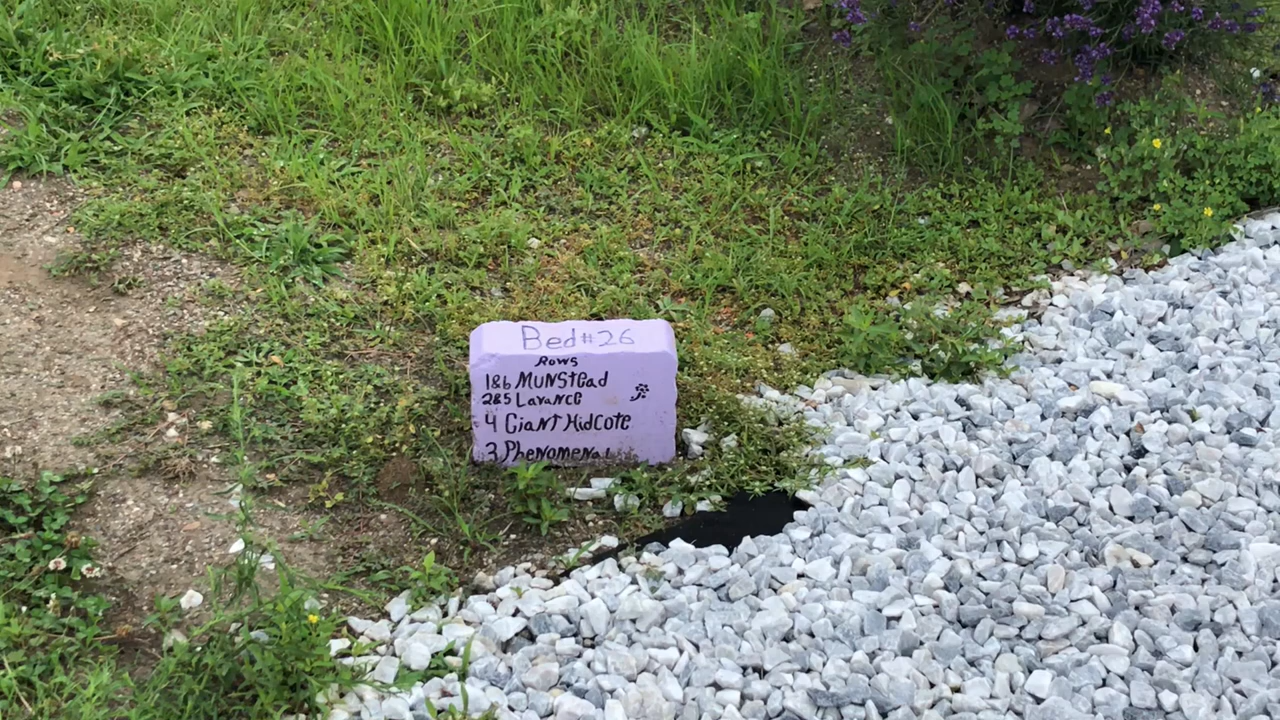 Bed #26
Rows
1&6 Munstead
2&5 Lavance
4 Giant Hidcote
3 Phenomenal